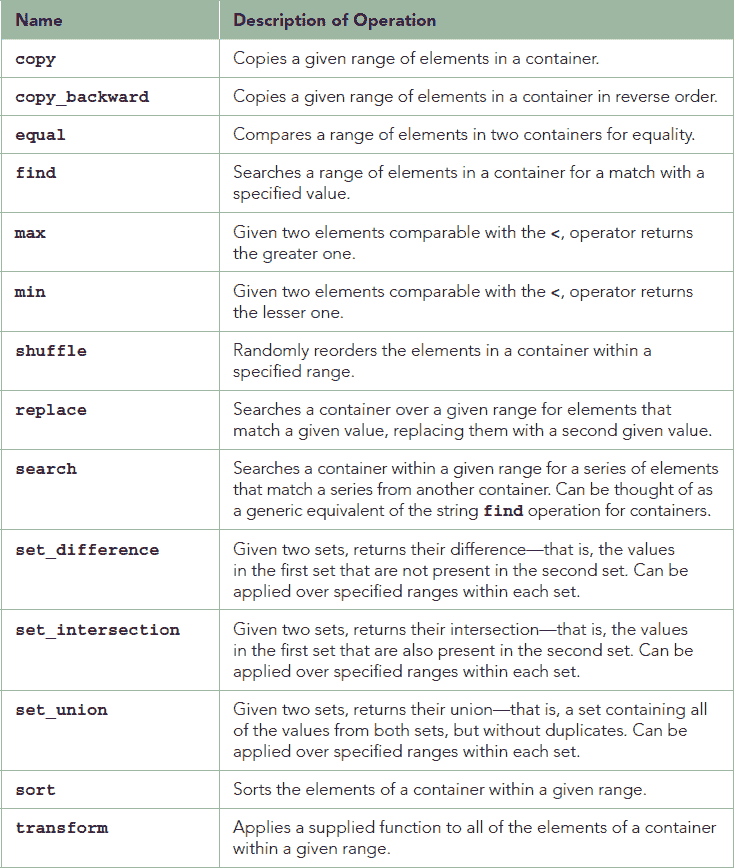 Name Description of Operation
copy Copies a given range of elements in a container.
copy_backward Copies a given range of elements in a container in reverse order.
equal Compares a range of elements in two containers for equality.
find Searches a range of elements in a container for a match with a
specified value.
max Given two elements comparable with the <, operator returns
the greater one.
min Given two elements comparable with the <, operator returns
the lesser one.
shuffle Randomly reorders the elements in a container within a
specified range.
replace Searches a container over a given range for elements that
match a given value, replacing them with a second given value.
search Searches a container within a given range for a series of elements
that match a series from another container. Can be thought of as
a generic equivalent of the string find operation for containers.
set_difference Given two sets, returns their difference—that is, the values
in the first set that are not present in the second set. Can be
applied over specified ranges within each set.
set_intersection Given two sets, returns their intersection—that is, the values
in the first set that are also present in the second set. Can be
applied over specified ranges within each set.
set_union Given two sets, returns their union—that is, a set containing all
of the values from both sets, but without duplicates. Can be
applied over specified ranges within each set.
sort Sorts the elements of a container within a given range.
transform Applies a supplied function to all of the elements of a container
within a given range.